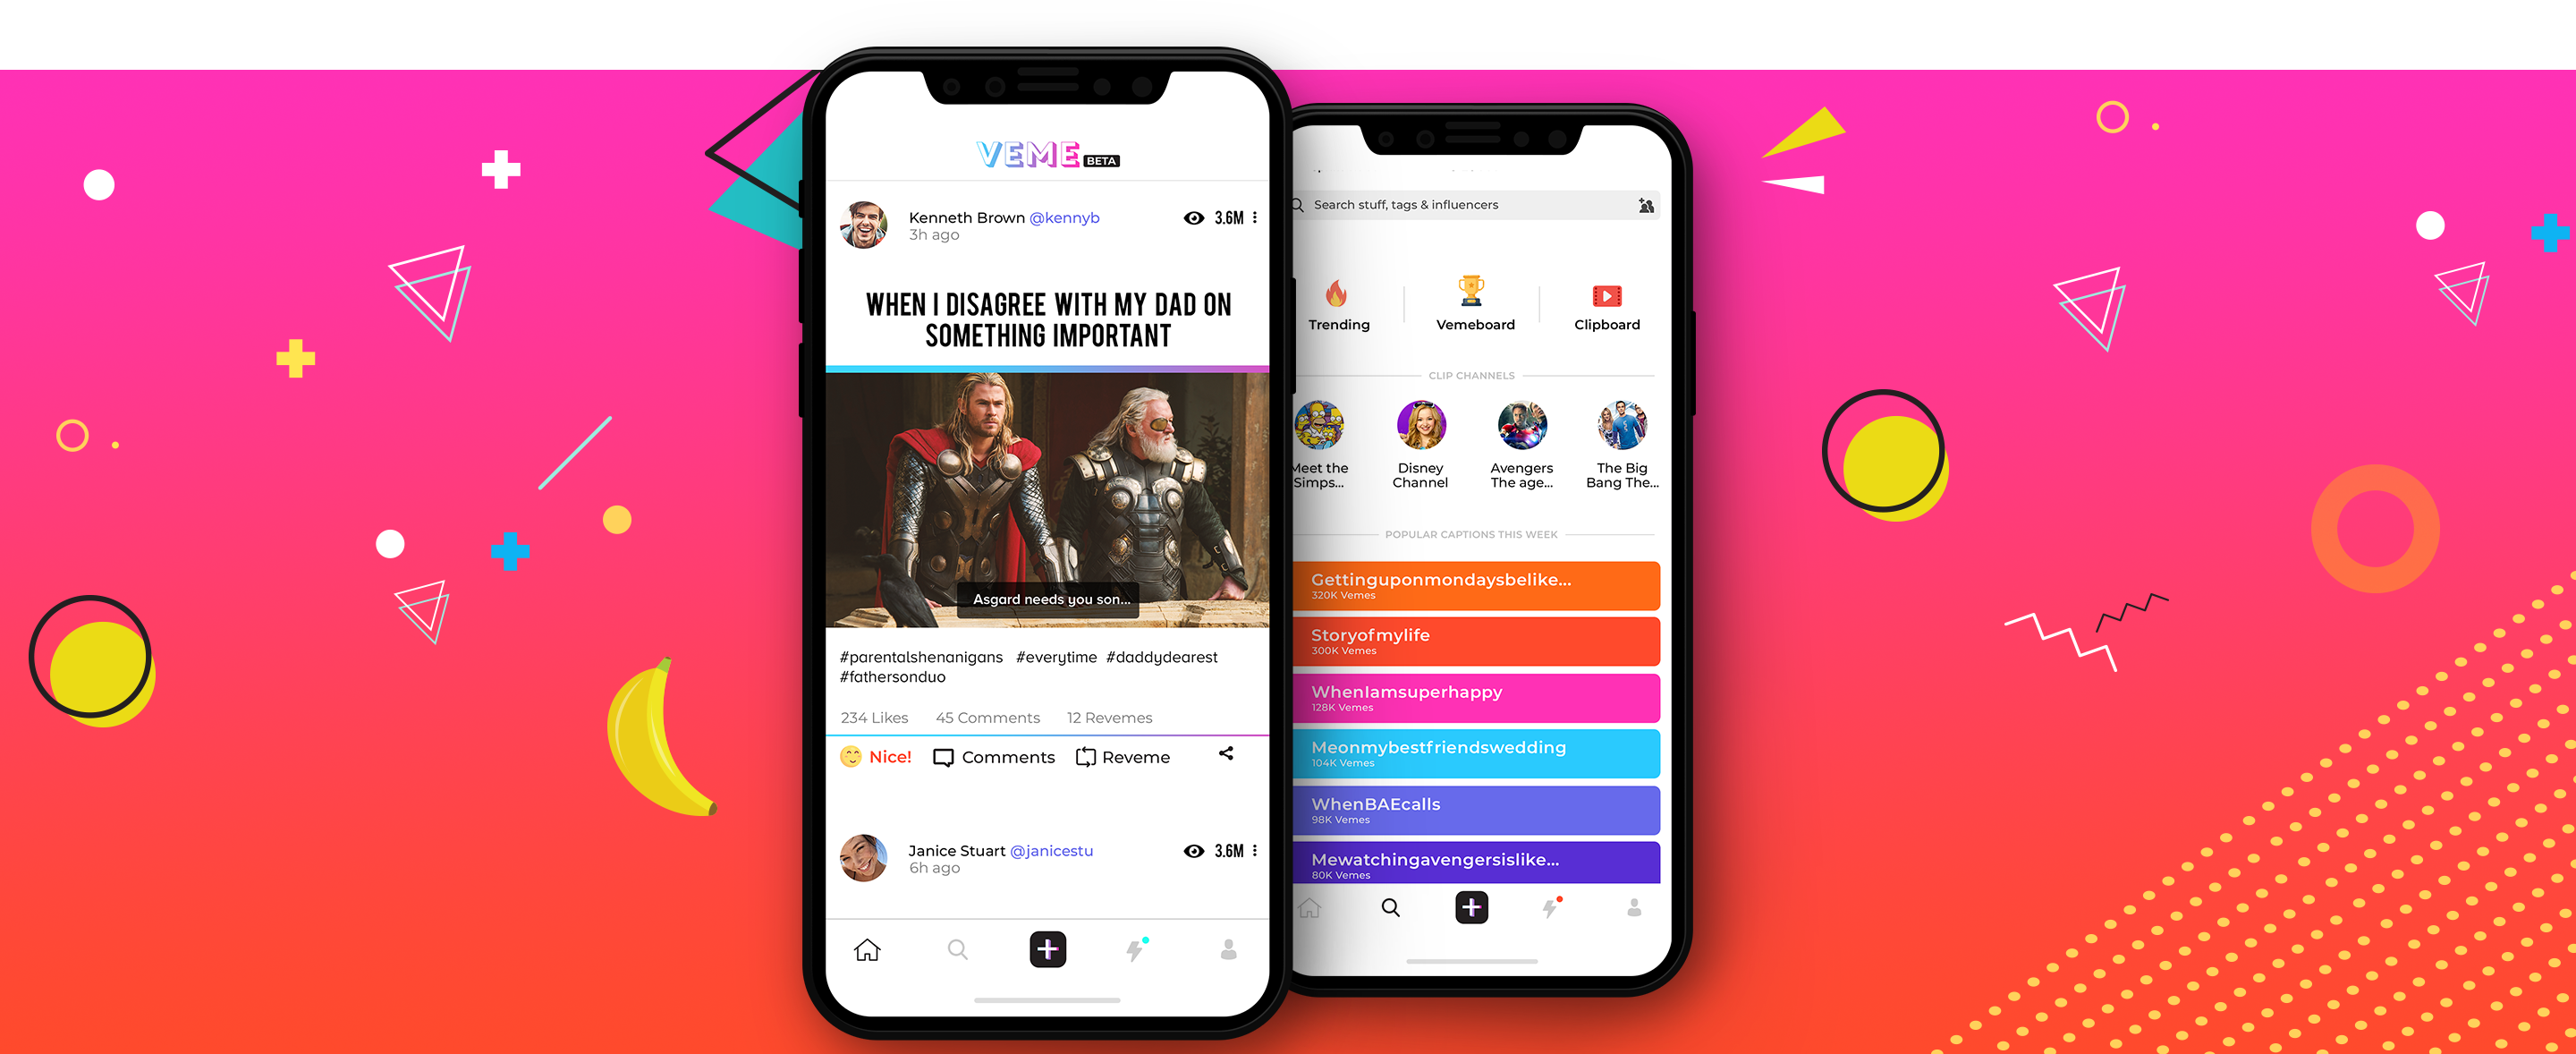 VEME BETA
Kenneth Brown @kennyb
3.6M
3h ago
WHEN I DISAGREE WITH MY DAD ON
SOMETHING IMPORTANT
Asgard needs you son...
#parentalshenanigans #everytime #daddydearest
#fathersonduo
234 Likes 45 Comments 12 Revemes
Nice! Comments Reveme
Janice Stuart @janicestu
3.6M
6h ago
Search stuff, tags & influencers
Trending Vemeboard Clipboard
CLIP CHANNELS
Meet the Simps...
Disney Channel
Avengers The age...
The Big Bang The...
POPULAR CAPTIONS THIS WEEK
Gettinguponmondaysbelike...
320K Vemes
Storyofmylife
300K Vemes
WhenIamsuperhappy
128K Vemes
Meonmybestfriendswedding
104K Vemes
WhenBAEcalls
98K Vemes
Mewatchingavengersislike...
80K Vemes